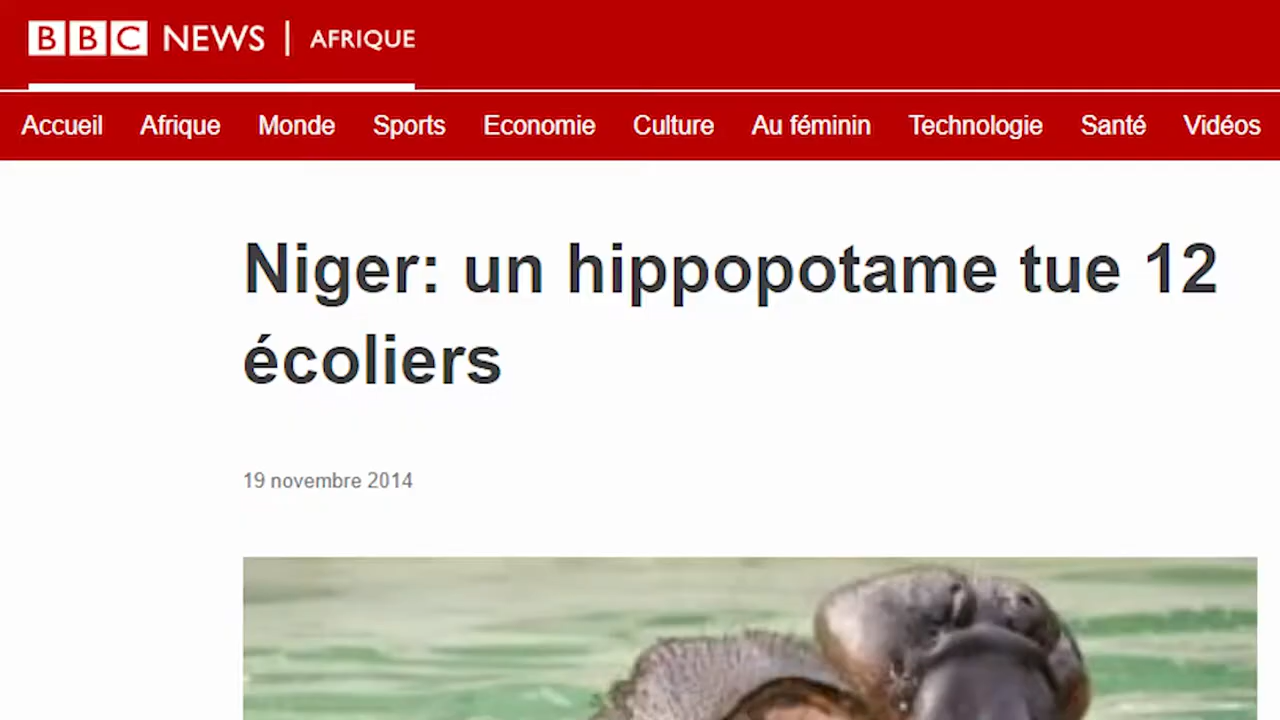 BBC NEWS | AFRIQUE
Accueil Afrique Monde Sports Economie Culture Au féminin Technologie Santé Vidéos
Niger: un hippopotame tue 12
écoliers
19 novembre 2014